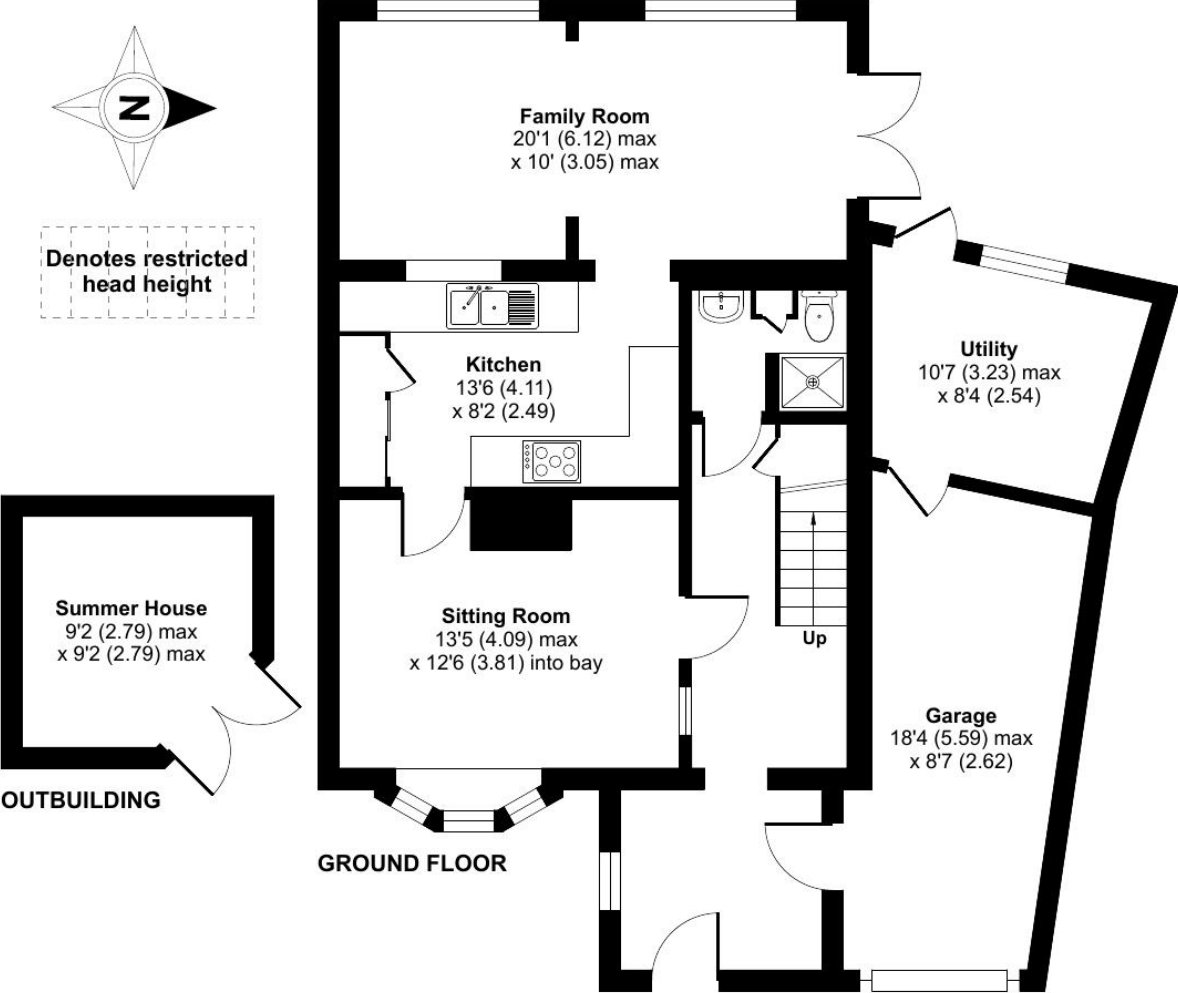 N
Denotes restricted
head height
Family Room
20'1 (6.12) max
x 10' (3.05) max
Kitchen
13'6 (4.11)
x 8'2 (2.49)
Utility
10'7 (3.23) max
x 8'4 (2.54)
Summer House
9'2 (2.79) max
x 9'2 (2.79) max
OUTBUILDING
Sitting Room
13'5 (4.09) max
x 12'6 (3.81) into bay
Up
Garage
18'4 (5.59) max
x 8'7 (2.62)
GROUND FLOOR